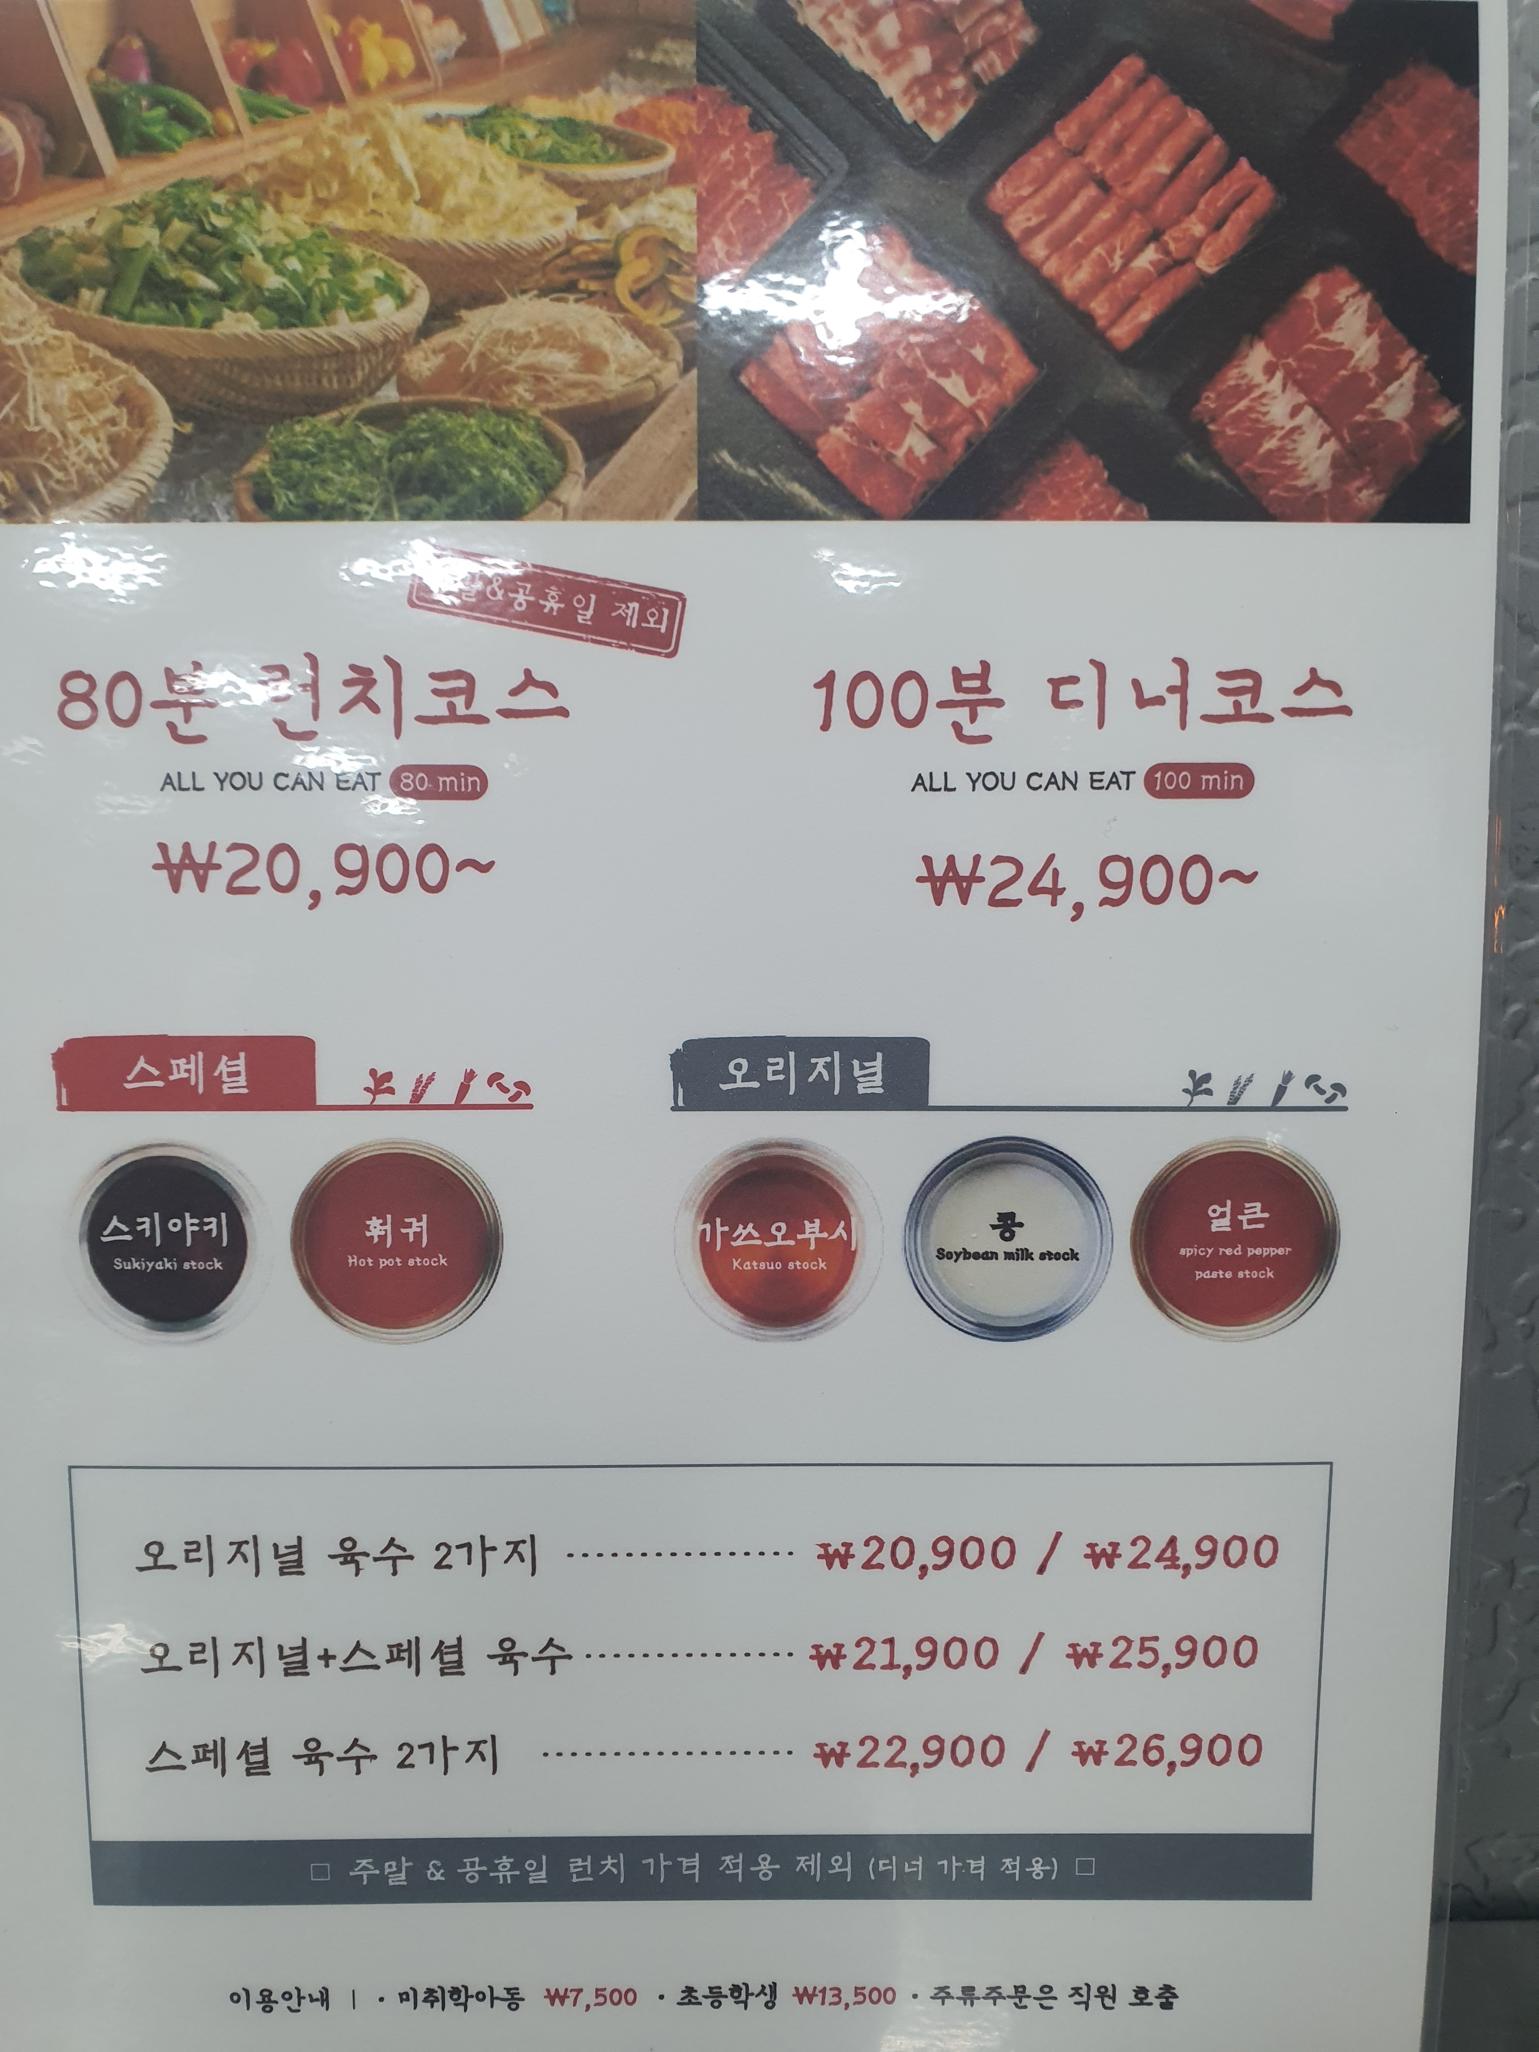 &공휴일 제외
80분 런치코스
ALL YOU CAN EAT 80 min
₩20,900~
100분 디너코스
ALL YOU CAN EAT 100 min
₩24,900~
스페셜
스키야키
Sukiyaki stock
훠궈
Hot pot stock
오리지널
가쓰오부시
Katsuo stock
콩
Soybean milk stock
얼큰
spicy red pepper
paste stock
오리지널 육수 2가지 ················ ₩20,900 / ₩24,900
오리지널+스페셜 육수 ·············· ₩21,900 / ₩25,900
스페셜 육수 2가지 ················· ₩22,900 / ₩26,900
□ 주말 & 공휴일 런치 가격 적용 제외 (디너 가격 적용) □
이용안내 | · 미취학아동 ₩7,500 · 초등학생 ₩13,500 · 주류주문은 직원 호출